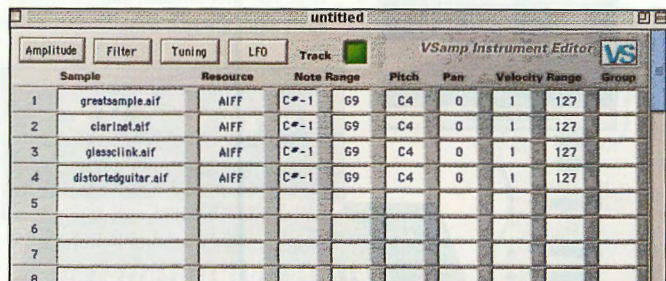 untitled
Amplitude Filter Tuning LFO Track VSamp Instrument Editor VS
Sample Resource Note Range Pitch Pan Velocity Range Group
1 greatsample.aif AIFF C#-1 G9 C4 0 1 127
2 clarinet.aif AIFF C#-1 G9 C4 0 1 127
3 glassclink.aif AIFF C#-1 G9 C4 0 1 127
4 distortedguitar.aif AIFF C#-1 G9 C4 0 1 127
5
6
7
8